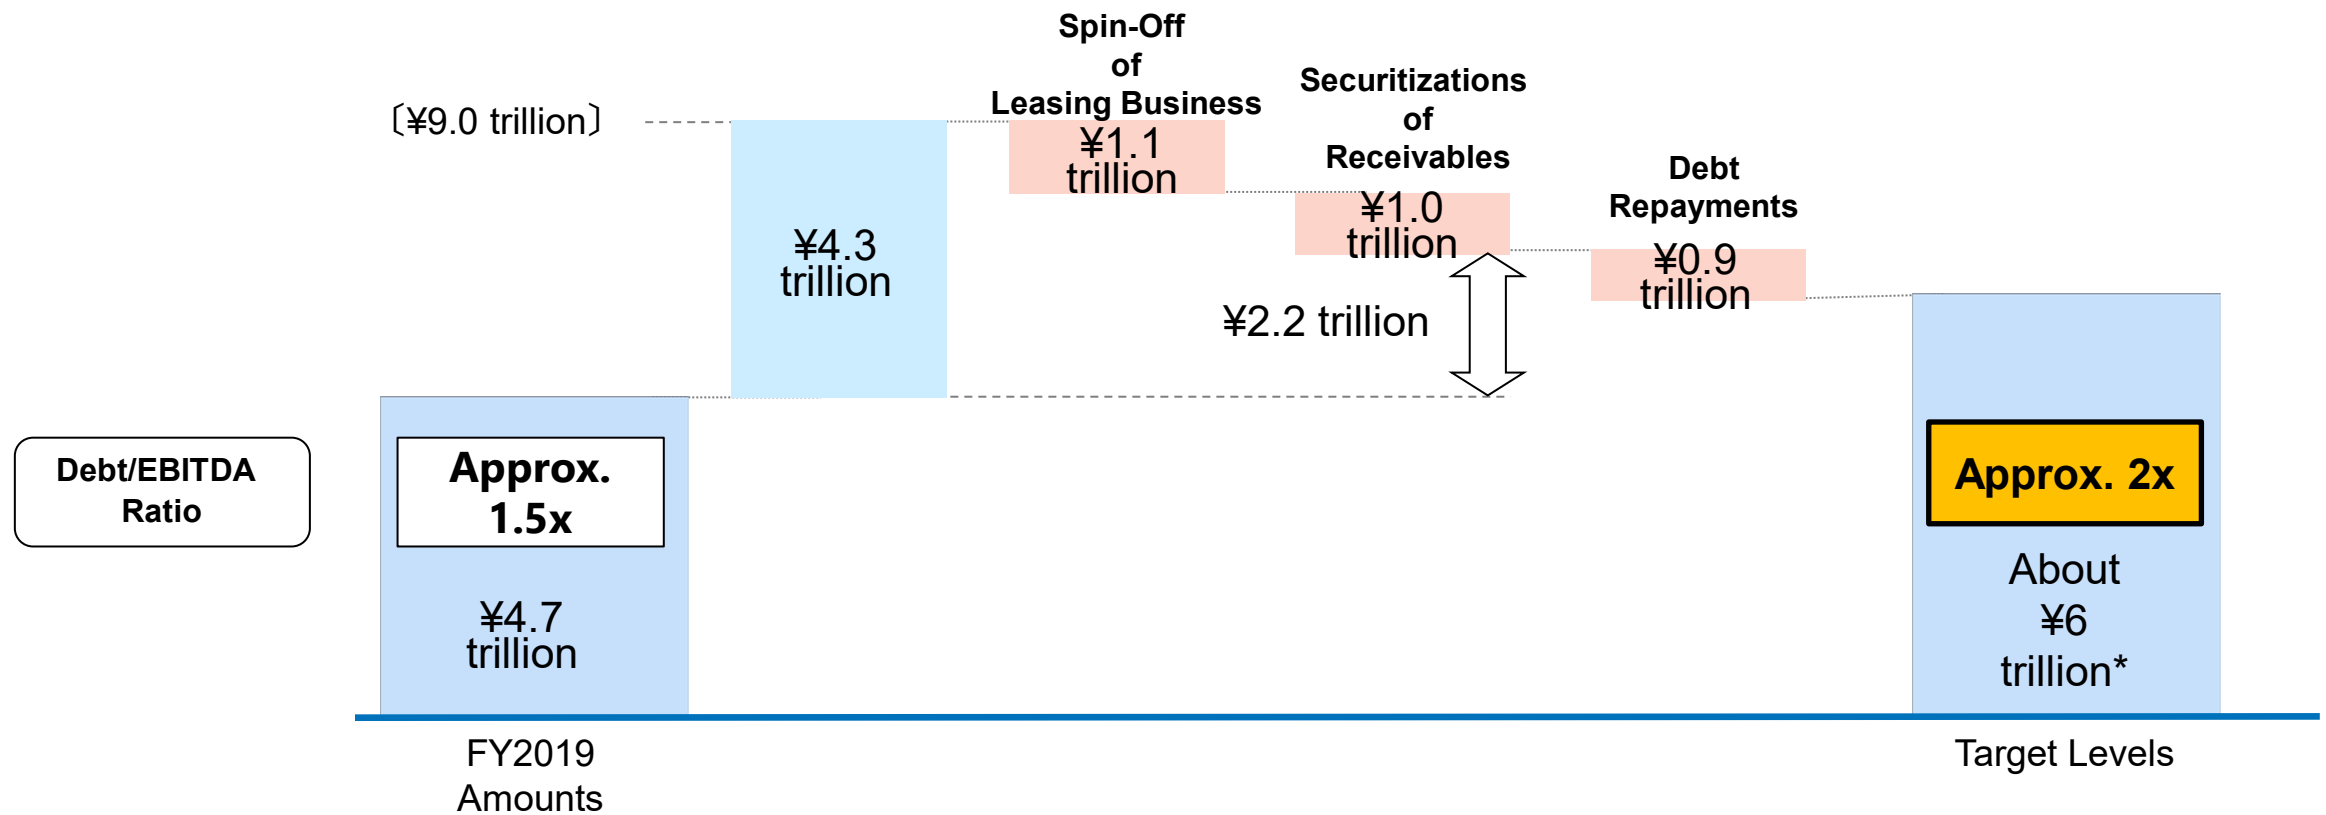 Spin-Off
of
Leasing Business
Securitizations
of
Receivables
Debt
Repayments
〔¥9.0 trillion〕
¥1.1
trillion
¥1.0
trillion
¥0.9
trillion
¥4.3
trillion
¥2.2 trillion
Debt/EBITDA
Ratio
Approx.
1.5x
¥4.7
trillion
Approx. 2x
About
¥6
trillion*
FY2019
Amounts
Target Levels